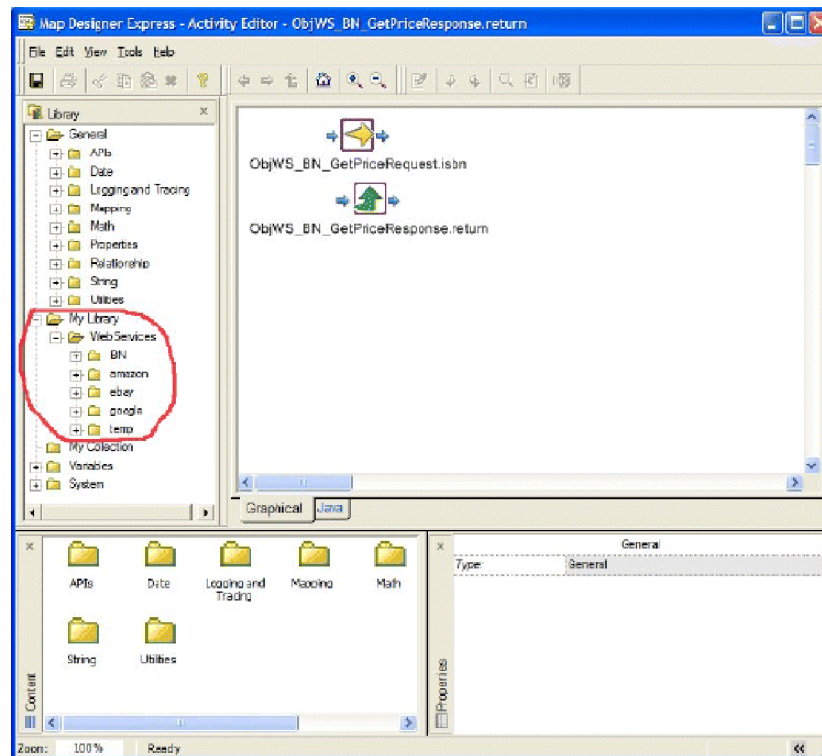 Map Designer Express - Activity Editor - ObjWS_BN_GetPriceResponse.return
File Edit View Tools Help
Library
General
APIs
Date
Logging and Tracing
Mapping
Math
Properties
Relationship
String
Utilities
My Library
WebServices
BN
amazon
ebay
google
temp
My Collection
Variables
System
ObjWS_BN_GetPriceRequest.isbn
ObjWS_BN_GetPriceResponse.return
Graphical Java
APIs Date Logging and Tracing Mapping Math
String Utilities
Content
General
Type: General
Properties
Zoom: 100% Ready